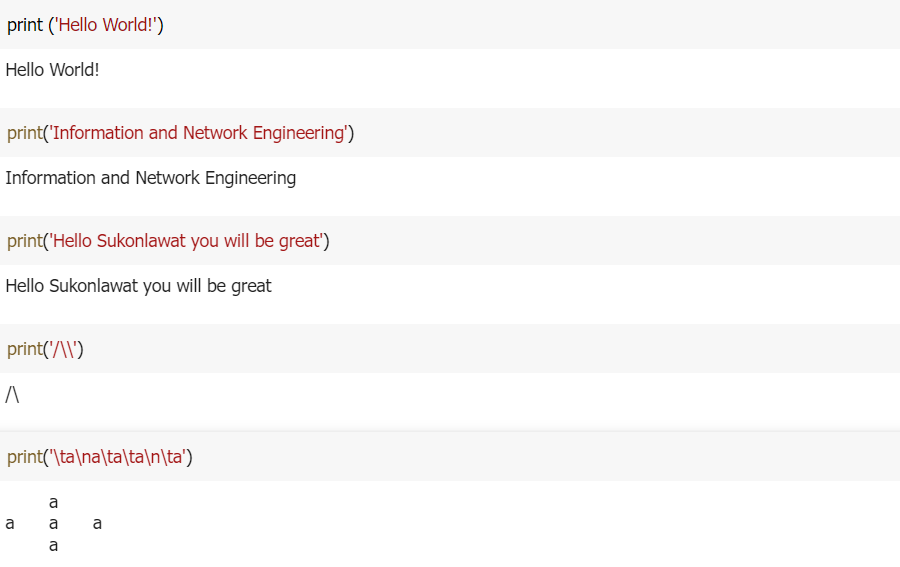 print ('Hello World!')
Hello World!
print('Information and Network Engineering')
Information and Network Engineering
print('Hello Sukonlawat you will be great')
Hello Sukonlawat you will be great
print('/\\')
/\
print('\ta\na\ta\ta\n\ta')
	a
a	a	a
	a